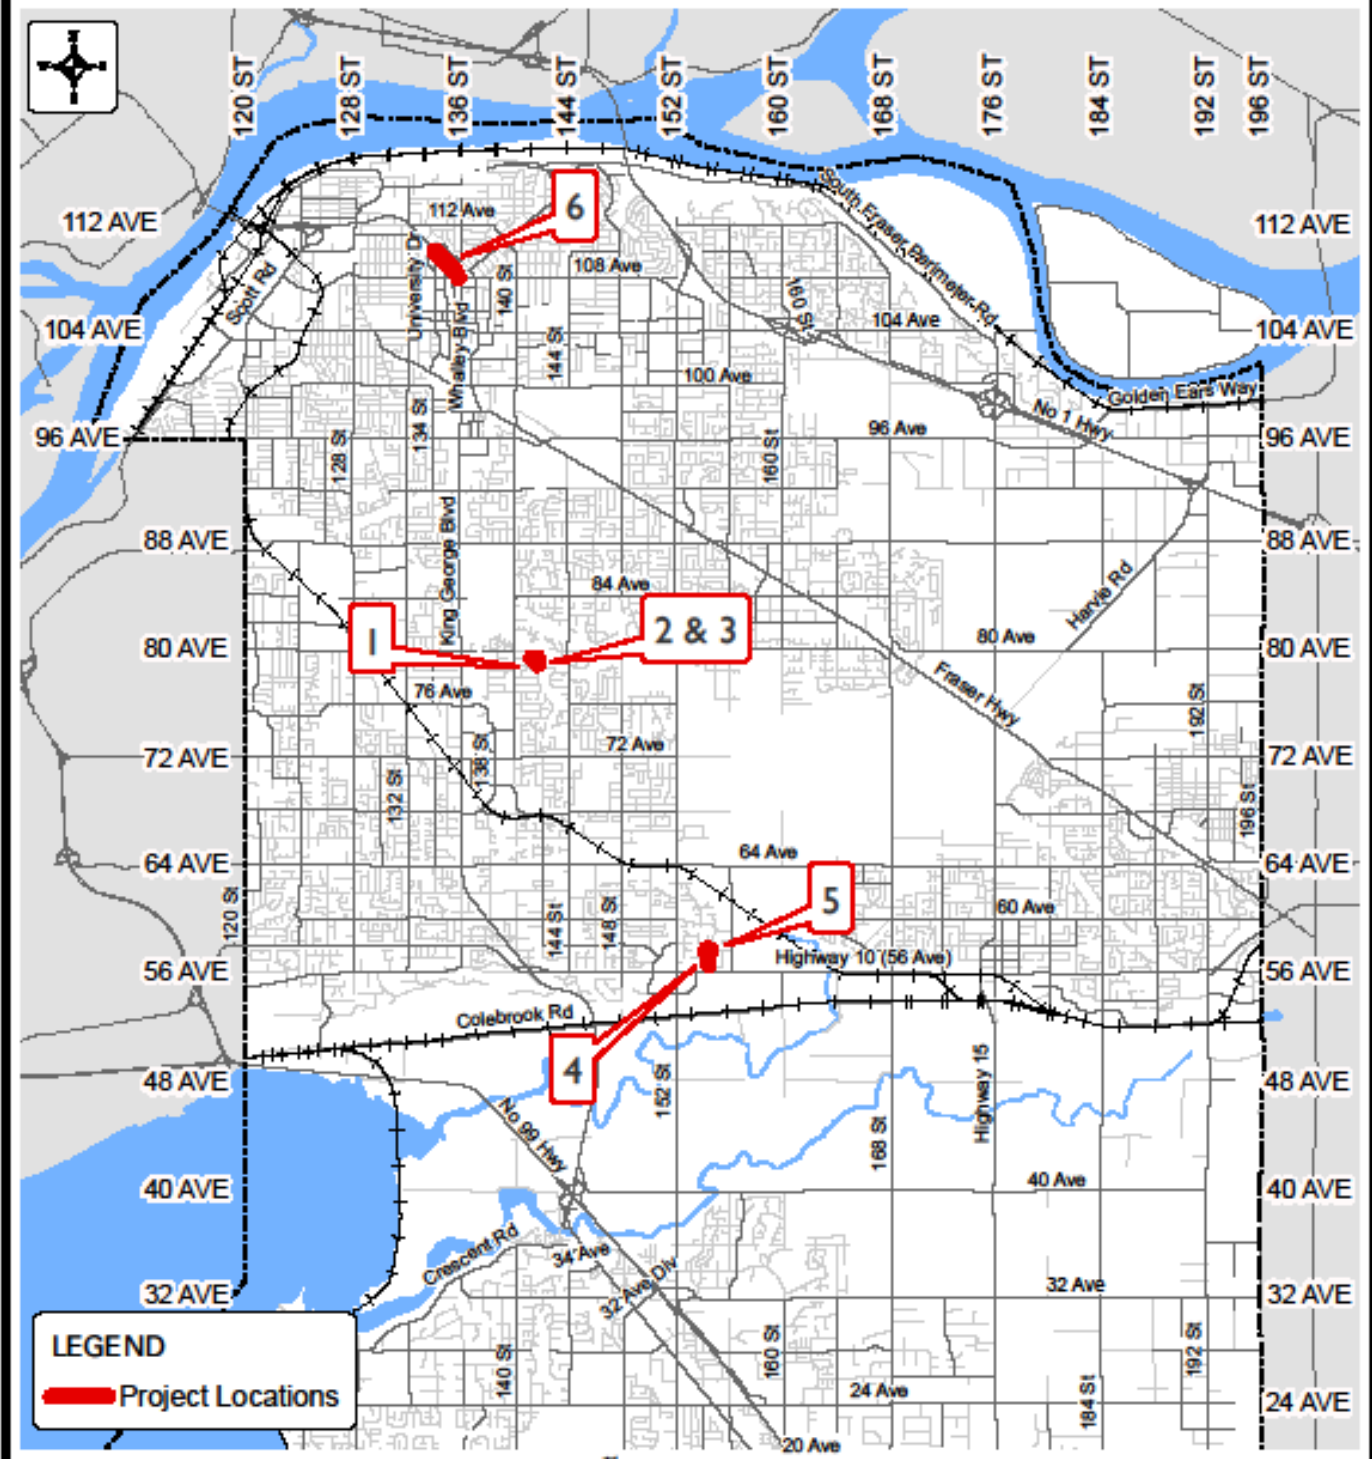 120 ST
128 ST
136 ST
144 ST
152 ST
160 ST
168 ST
176 ST
184 ST
192 ST
196 ST
112 AVE
112 Ave
6
South Fraser Perimeter Rd
112 AVE
University Dr
108 Ave
140 St
160 St
Scott Rd
104 AVE
Whalley Blvd
144 St
104 Ave
104 AVE
100 Ave
Golden Ears Way
No 1 Hwy
96 AVE
128 St
134 St
160 St
96 Ave
96 AVE
88 AVE
King George Blvd
88 AVE
84 Ave
Harvie Rd
1
2 & 3
80 AVE
80 Ave
80 AVE
76 Ave
Fraser Hwy
192 St
72 AVE
138 St
72 Ave
72 AVE
132 St
196 St
64 AVE
64 Ave
64 AVE
120 St
144 St
148 St
5
60 Ave
56 AVE
Highway 10 (56 Ave)
56 AVE
Colebrook Rd
4
48 AVE
152 St
Highway 15
48 AVE
No 99 Hwy
168 St
40 AVE
40 Ave
40 AVE
Crescent Rd
34 Ave
32 AVE
32 Ave Div
32 Ave
32 AVE
LEGEND
140 St
160 St
192 St
Project Locations
24 Ave
184 St
24 AVE
20 Ave